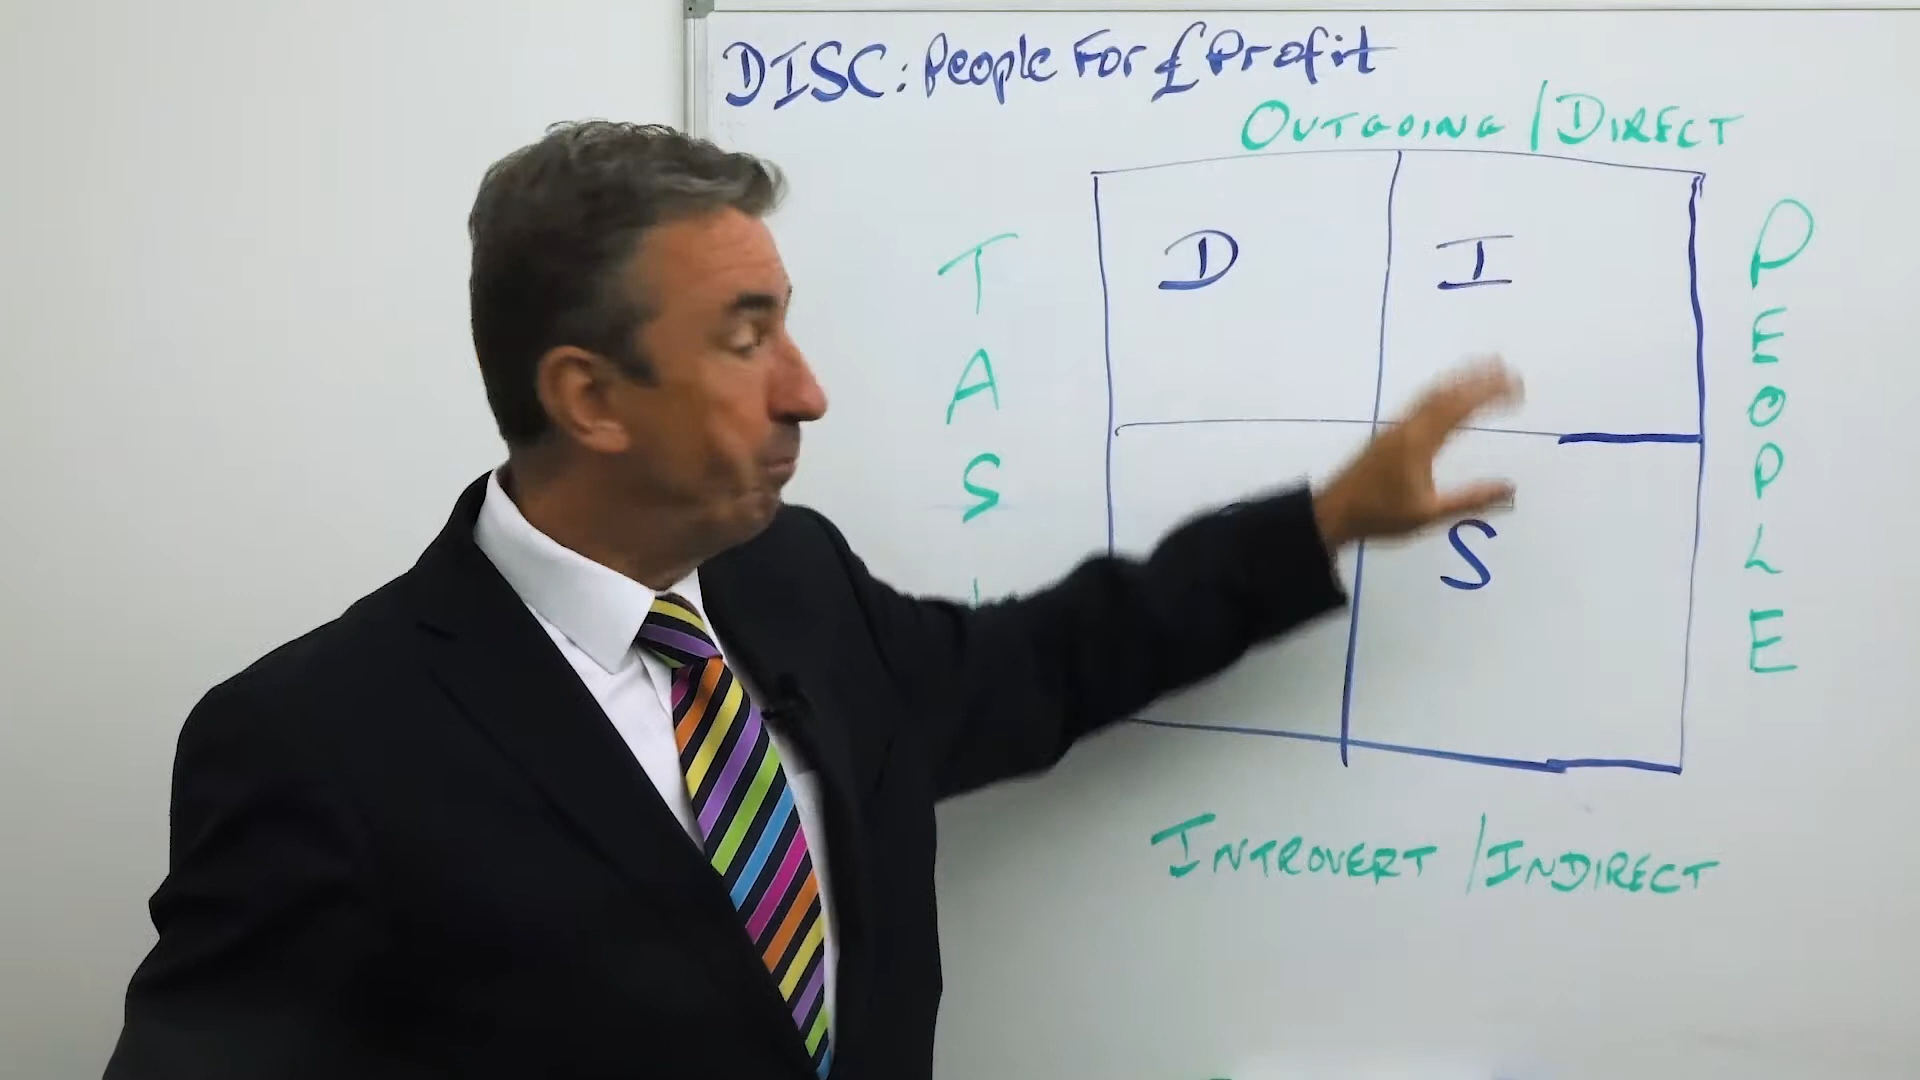 DISC: People For £ Profit
OUTGOING / DIRECT
D I
S
TAS
PEOPLE
INTROVERT / INDIRECT